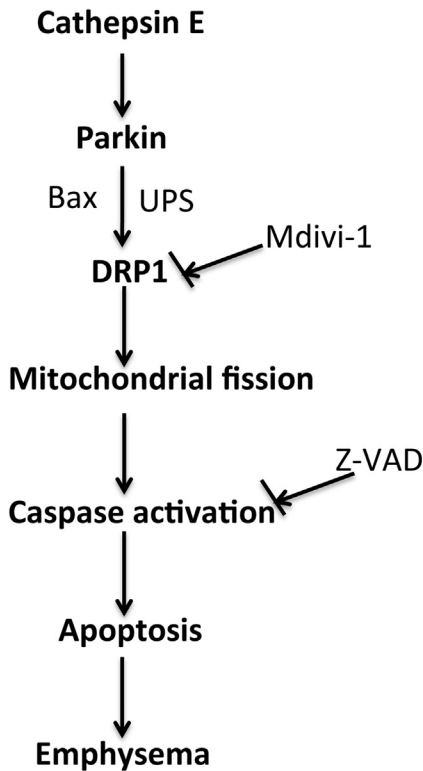 Cathepsin E
Parkin
Bax UPS
Mdivi-1
DRP1
Mitochondrial fission
Z-VAD
Caspase activation
Apoptosis
Emphysema